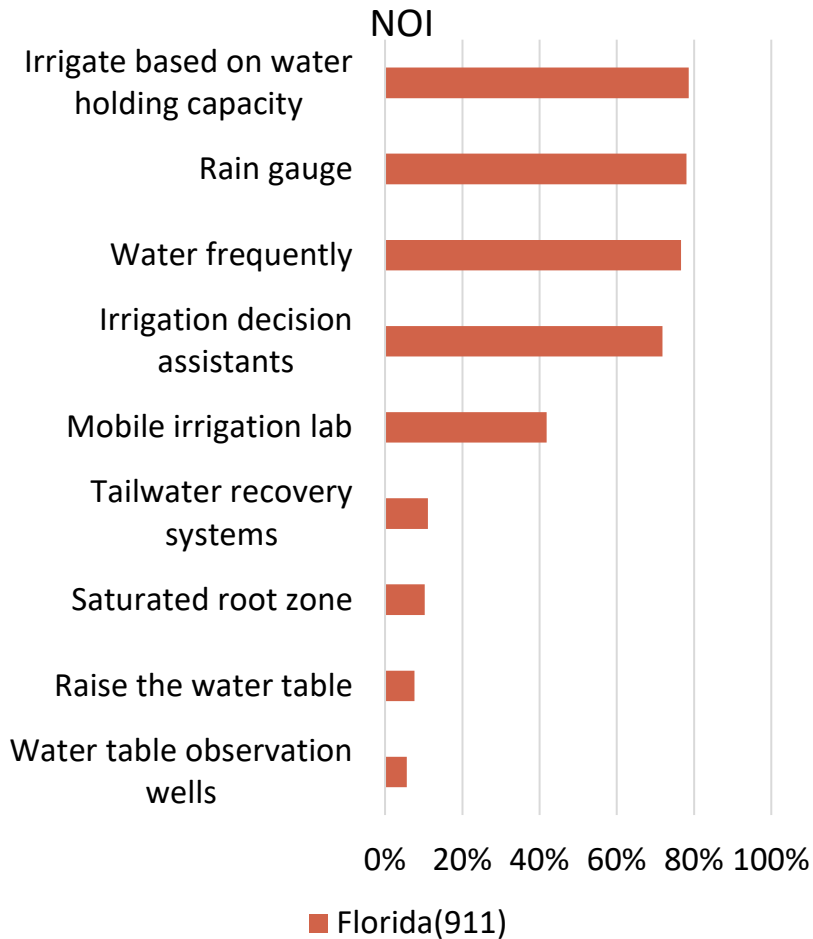 NOI
Irrigate based on water
holding capacity
Rain gauge
Water frequently
Irrigation decision
assistants
Mobile irrigation lab
Tailwater recovery
systems
Saturated root zone
Raise the water table
Water table observation
wells
0% 20% 40% 60% 80% 100%
Florida(911)